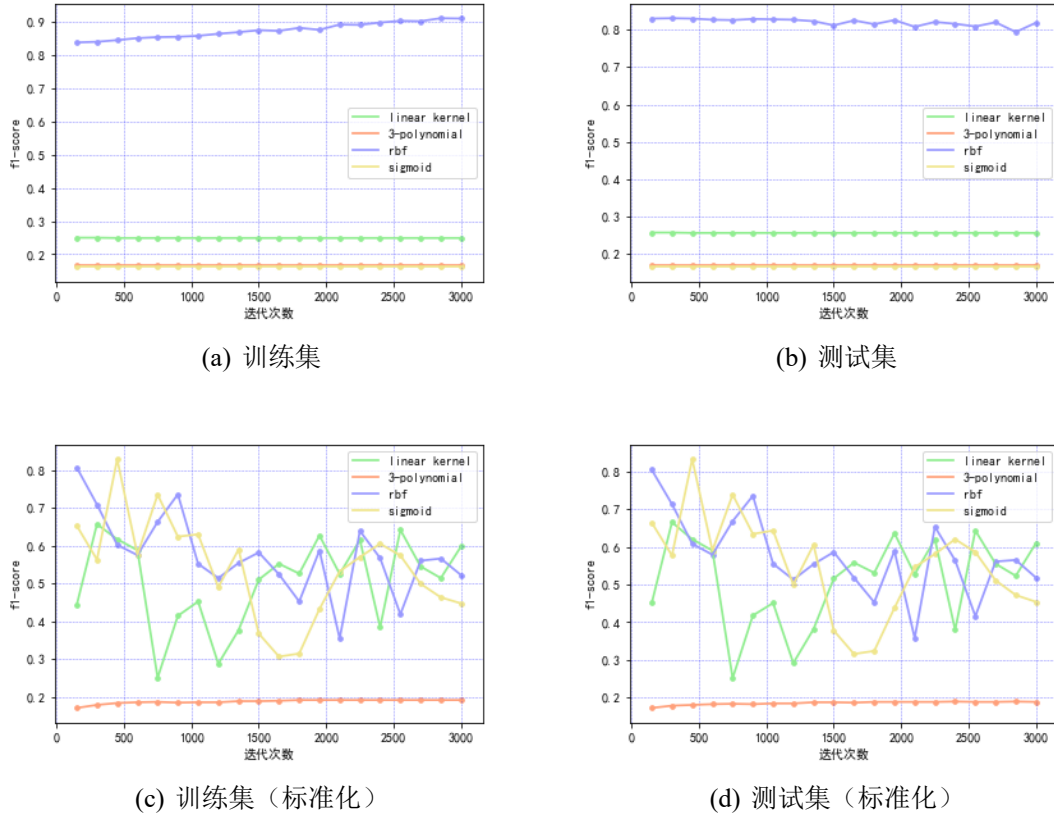 0.9
0.8
0.7
0.6
0.5
0.4
0.3
0.2
f1-score
linear kernel
3-polynomial
rbf
sigmoid
0 500 1000 1500 2000 2500 3000
迭代次数
(a) 训练集
0.8
0.7
0.6
0.5
0.4
0.3
0.2
f1-score
linear kernel
3-polynomial
rbf
sigmoid
0 500 1000 1500 2000 2500 3000
迭代次数
(b) 测试集
0.8
0.7
0.6
0.5
0.4
0.3
0.2
f1-score
linear kernel
3-polynomial
rbf
sigmoid
0 500 1000 1500 2000 2500 3000
迭代次数
(c) 训练集（标准化）
0.8
0.7
0.6
0.5
0.4
0.3
0.2
f1-score
linear kernel
3-polynomial
rbf
sigmoid
0 500 1000 1500 2000 2500 3000
迭代次数
(d) 测试集（标准化）